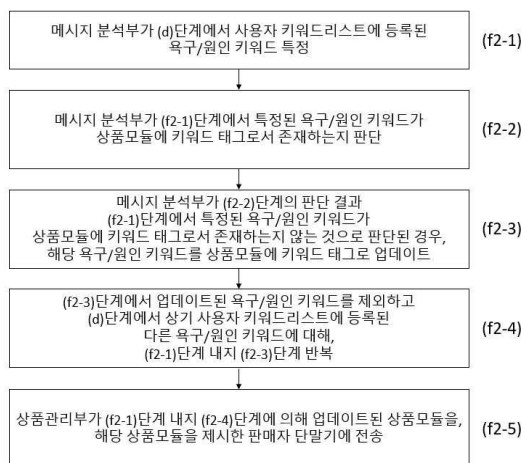 메시지 분석부가 (d)단계에서 사용자 키워드리스트에 등록된
욕구/원인 키워드 특정
(f2-1)
메시지 분석부가 (f2-1)단계에서 특정된 욕구/원인 키워드가
상품모듈에 키워드 태그로서 존재하는지 판단
(f2-2)
메시지 분석부가 (f2-2)단계의 판단 결과
(f2-1)단계에서 특정된 욕구/원인 키워드가
상품모듈에 키워드 태그로서 존재하는지 않는 것으로 판단된 경우,
해당 욕구/원인 키워드를 상품모듈에 키워드 태그로 업데이트
(f2-3)
(f2-3)단계에서 업데이트된 욕구/원인 키워드를 제외하고
(d)단계에서 상기 사용자 키워드리스트에 등록된
다른 욕구/원인 키워드에 대해,
(f2-1)단계 내지 (f2-3)단계 반복
(f2-4)
상품관리부가 (f2-1)단계 내지 (f2-4)단계에 의해 업데이트된 상품모듈을,
해당 상품모듈을 제시한 판매자 단말기에 전송
(f2-5)